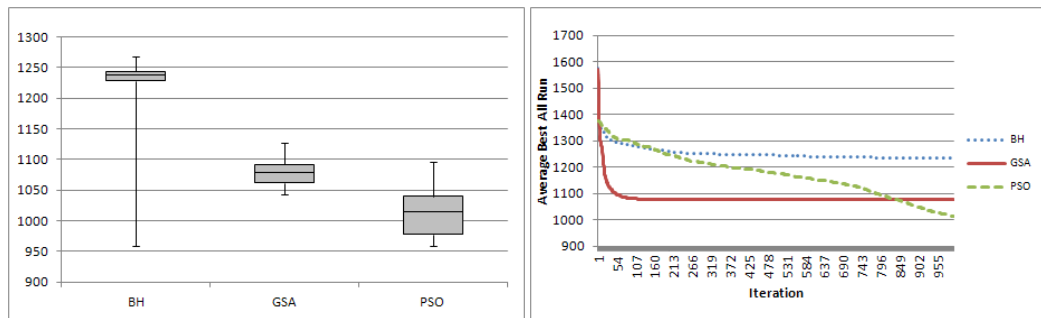 1300
1250
1200
1150
1100
1050
1000
950
900
BH GSA PSO
1700
1600
1500
1400
1300
1200
1100
1000
900
Average Best All Run
1 54 107 160 213 266 319 372 425 478 531 584 637 690 743 796 849 902 955
Iteration
BH
GSA
PSO